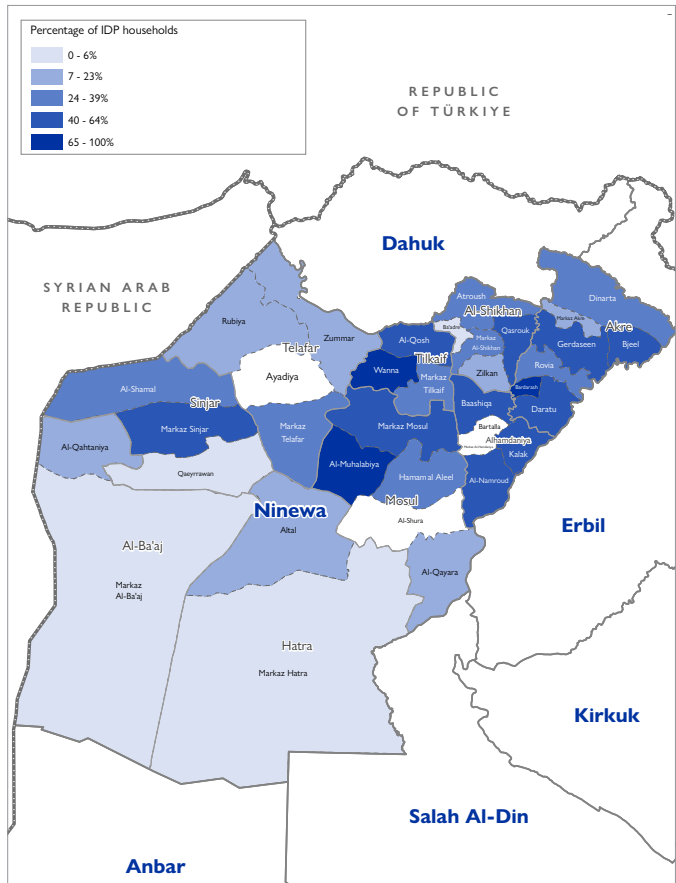 Percentage of IDP households
0 - 6%
7 - 23%
24 - 39%
40 - 64%
65 - 100%
REPUBLIC
OF TÜRKIYE
Dahuk
SYRIAN ARAB
REPUBLIC
Dinarta
Atroush
Al-Shikhan
Rubiya
Ba'adre
Markaz Akre
Akre
Zummar
Al-Qosh
Qasrouk
Gerdaseen
Bjeel
Telafar
Markaz
Al-Shikhan
Tilkaif
Rovia
Ayadiya
Wanna
Zilkan
Markaz
Tilkaif
Al-Shamal
Bardarash
Sinjar
Baashiqa
Daratu
Markaz Sinjar
Markaz
Telafar
Markaz Mosul
Bartalla
Alhamdaniya
Al-Qahtaniya
Kalak
Al-Muhalabiya
Qaeyrrawan
Hamam al Aleel
Al-Namroud
Mosul
Ninewa
Al-Shura
Erbil
Altal
Al-Ba'aj
Al-Qayara
Markaz
Al-Ba'aj
Hatra
Markaz Hatra
Kirkuk
Salah Al-Din
Anbar